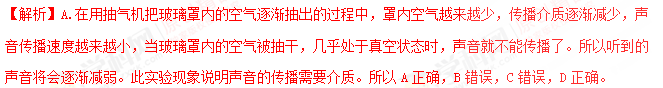 【解析】A.在用抽气机把玻璃罩内的空气逐渐抽出的过程中，罩内空气越来越少，传播介质逐渐减少，声
音传播速度越来越小，当玻璃罩内的空气被抽干，几乎处于真空状态时，声音就不能传播了。所以听到的
声音将会逐渐减弱。此实验现象说明声音的传播需要介质。所以 A 正确，B 错误，C 错误，D 正确。